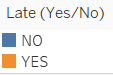 Late (Yes/No)
NO
YES